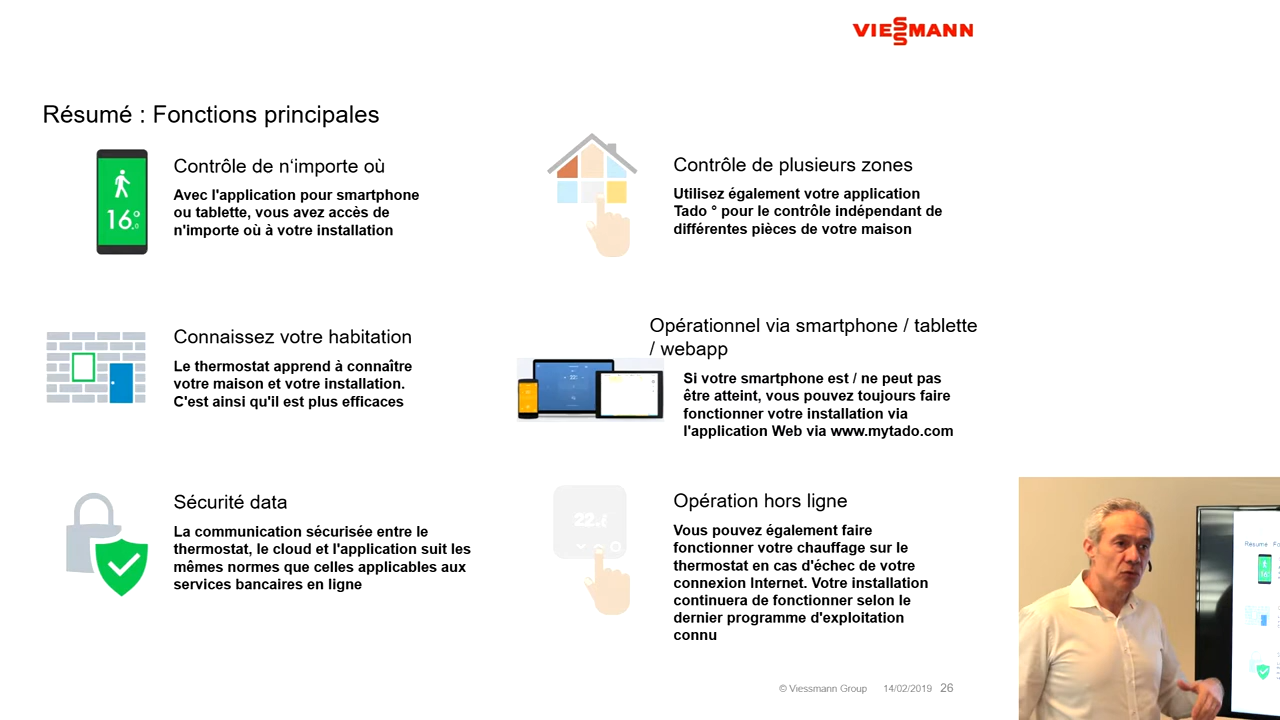 VIESSMANN
Résumé : Fonctions principales
Contrôle de n‘importe où
Avec l'application pour smartphone
ou tablette, vous avez accès de
n'importe où à votre installation
16°
Contrôle de plusieurs zones
Utilisez également votre application
Tado ° pour le contrôle indépendant de
différentes pièces de votre maison
Connaissez votre habitation
Le thermostat apprend à connaître
votre maison et votre installation.
C'est ainsi qu'il est plus efficaces
Opérationnel via smartphone / tablette
/ webapp
Si votre smartphone est / ne peut pas
être atteint, vous pouvez toujours faire
fonctionner votre installation via
l'application Web via www.mytado.com
Sécurité data
La communication sécurisée entre le
thermostat, le cloud et l'application suit les
mêmes normes que celles applicables aux
services bancaires en ligne
Opération hors ligne
Vous pouvez également faire
fonctionner votre chauffage sur le
thermostat en cas d'échec de votre
connexion Internet. Votre installation
continuera de fonctionner selon le
dernier programme d'exploitation
connu
© Viessmann Group 14/02/2019 26
Résumé Fo